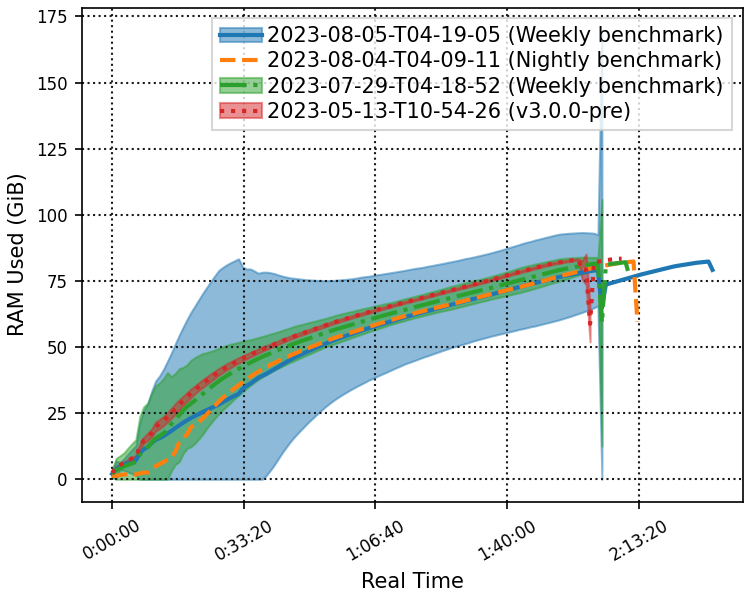 175
150
125
100
75
50
25
0
RAM Used (GiB)
2023-08-05-T04-19-05 (Weekly benchmark)
2023-08-04-T04-09-11 (Nightly benchmark)
2023-07-29-T04-18-52 (Weekly benchmark)
2023-05-13-T10-54-26 (v3.0.0-pre)
0:00:00
0:33:20
1:06:40
1:40:00
2:13:20
Real Time